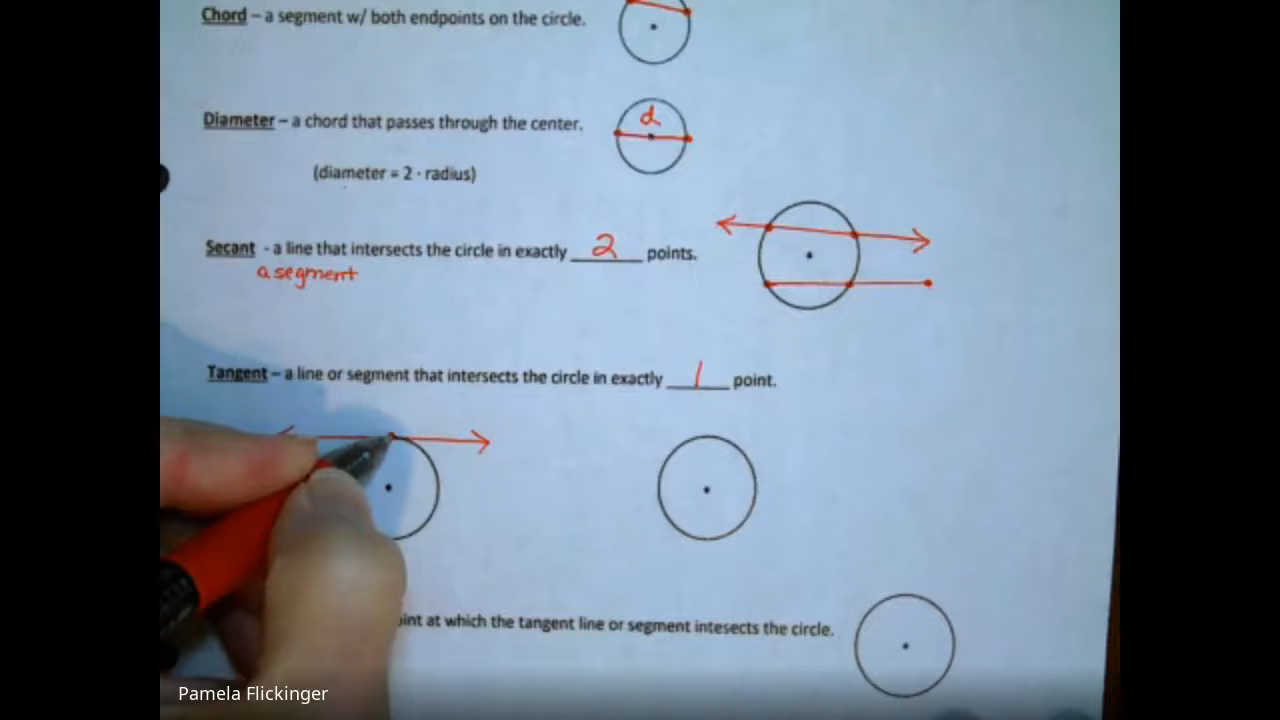 Chord – a segment w/ both endpoints on the circle.
d
Diameter – a chord that passes through the center.
(diameter = 2 · radius)
Secant - a line that intersects the circle in exactly 2 points.
a segment
Tangent – a line or segment that intersects the circle in exactly 1 point.
at which the tangent line or segment intesects the circle.
Pamela Flickinger